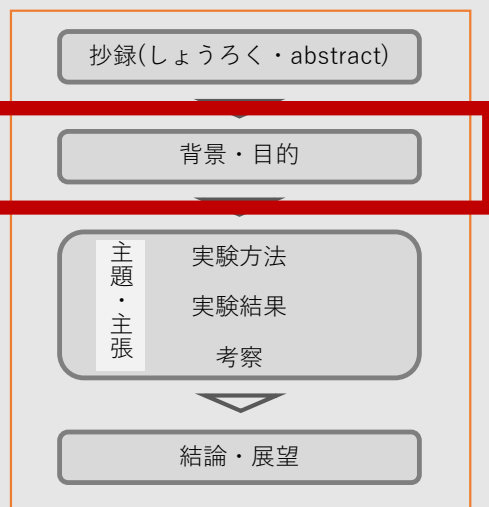 抄録(しょうろく・abstract)
背景・目的
主題・主張
実験方法
実験結果
考察
結論・展望